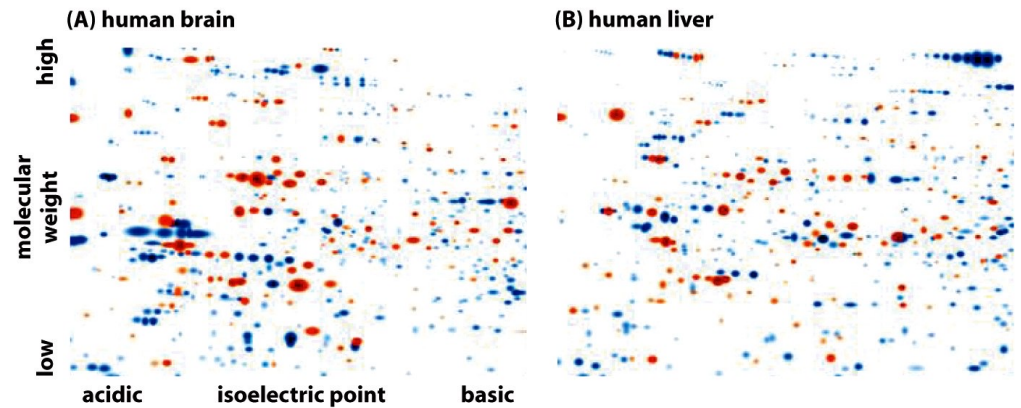 (A) human brain
(B) human liver
high
molecular
weight
low
acidic
isoelectric point
basic